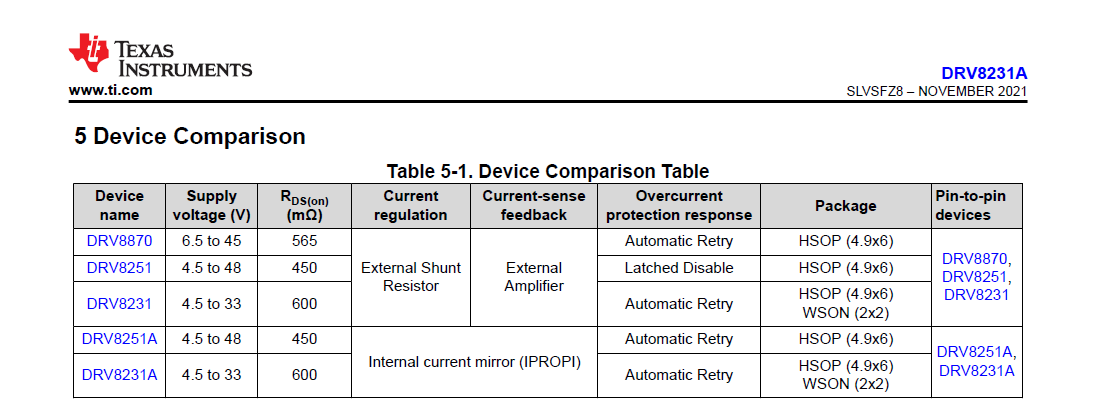 TEXAS
INSTRUMENTS
www.ti.com
DRV8231A
SLVSFZ8 – NOVEMBER 2021
5 Device Comparison
Table 5-1. Device Comparison Table
Device name | Supply voltage (V) | RDS(on) (mΩ) | Current regulation | Current-sense feedback | Overcurrent protection response | Package | Pin-to-pin devices
DRV8870 | 6.5 to 45 | 565 | External Shunt Resistor | External Amplifier | Automatic Retry | HSOP (4.9x6) | DRV8870, DRV8251, DRV8231
DRV8251 | 4.5 to 48 | 450 | Latched Disable | HSOP (4.9x6)
DRV8231 | 4.5 to 33 | 600 | Automatic Retry | HSOP (4.9x6) WSON (2x2)
DRV8251A | 4.5 to 48 | 450 | Internal current mirror (IPROPI) | Automatic Retry | HSOP (4.9x6) | DRV8251A, DRV8231A
DRV8231A | 4.5 to 33 | 600 | Automatic Retry | HSOP (4.9x6) WSON (2x2)